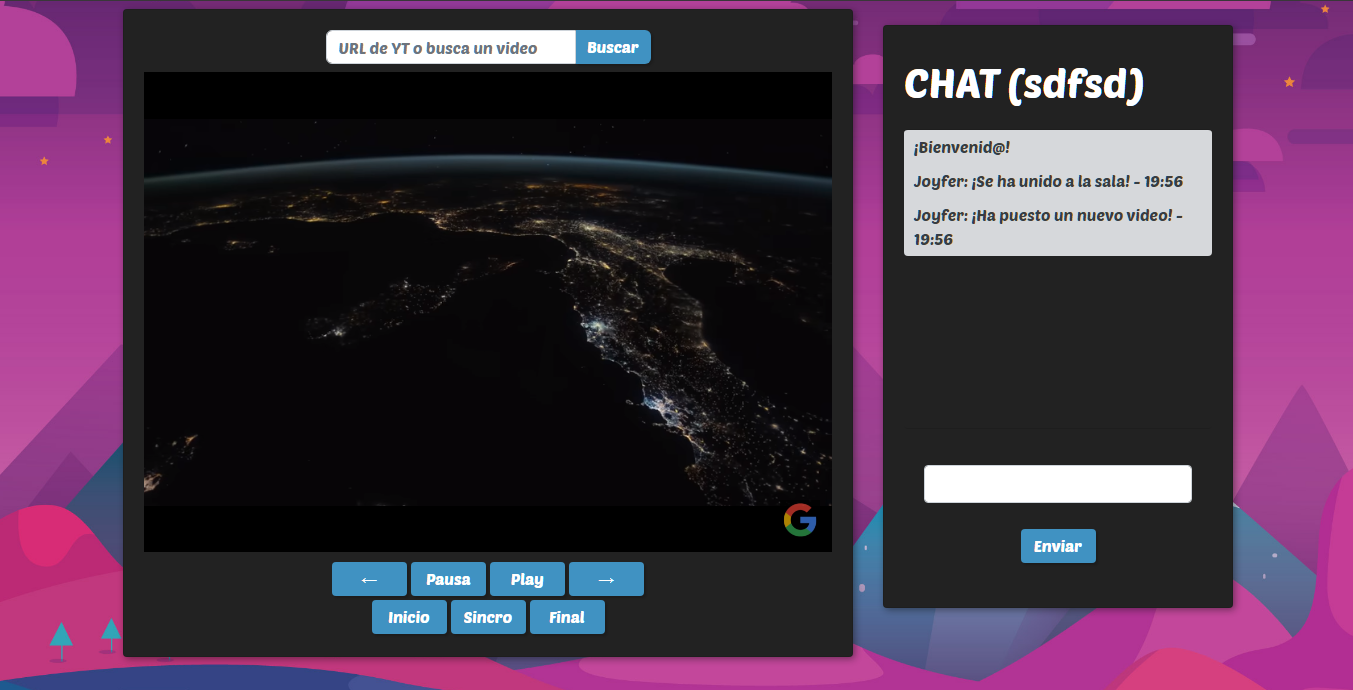 URL de YT o busca un video
Buscar
CHAT (sdfsd)
¡Bienvenid@!
Joyfer: ¡Se ha unido a la sala! - 19:56
Joyfer: ¡Ha puesto un nuevo video! -
19:56
Enviar
←
Pausa
Play
→
Inicio
Sincro
Final